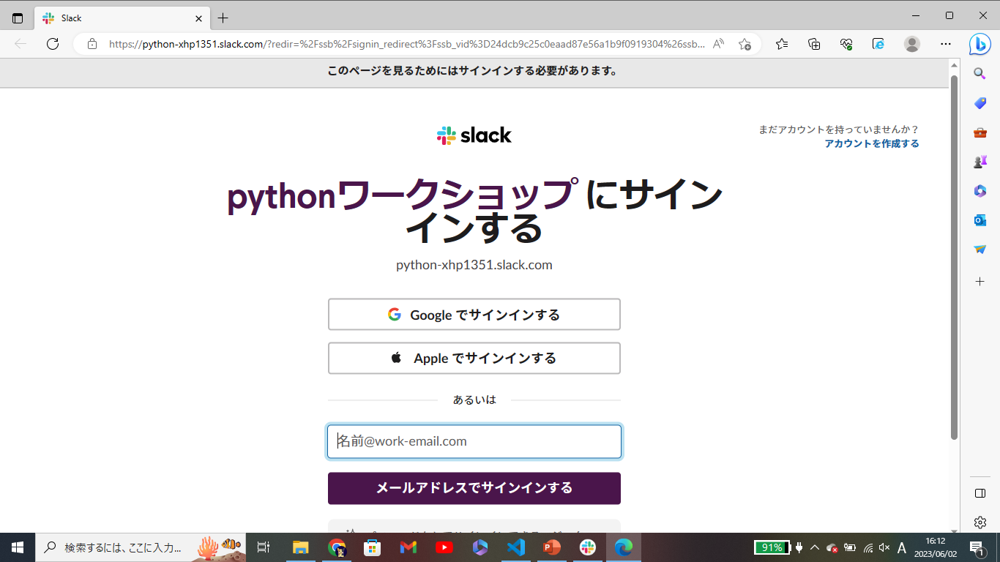 Slack
https://python-xhp1351.slack.com/?redir=%2Fssb%2Fsignin_redirect%3Fssb_vid%3D24dcb9c25c0eaad87e56a1b9f0919304%26ssb...
このページを見るためにはサインインする必要があります。
slack
まだアカウントを持っていませんか？
アカウントを作成する
pythonワークショップ にサイン
インする
python-xhp1351.slack.com
Google でサインインする
Apple でサインインする
あるいは
名前@work-email.com
メールアドレスでサインインする
検索するには、ここに入力...
91%
A
16:12
2023/06/02
1